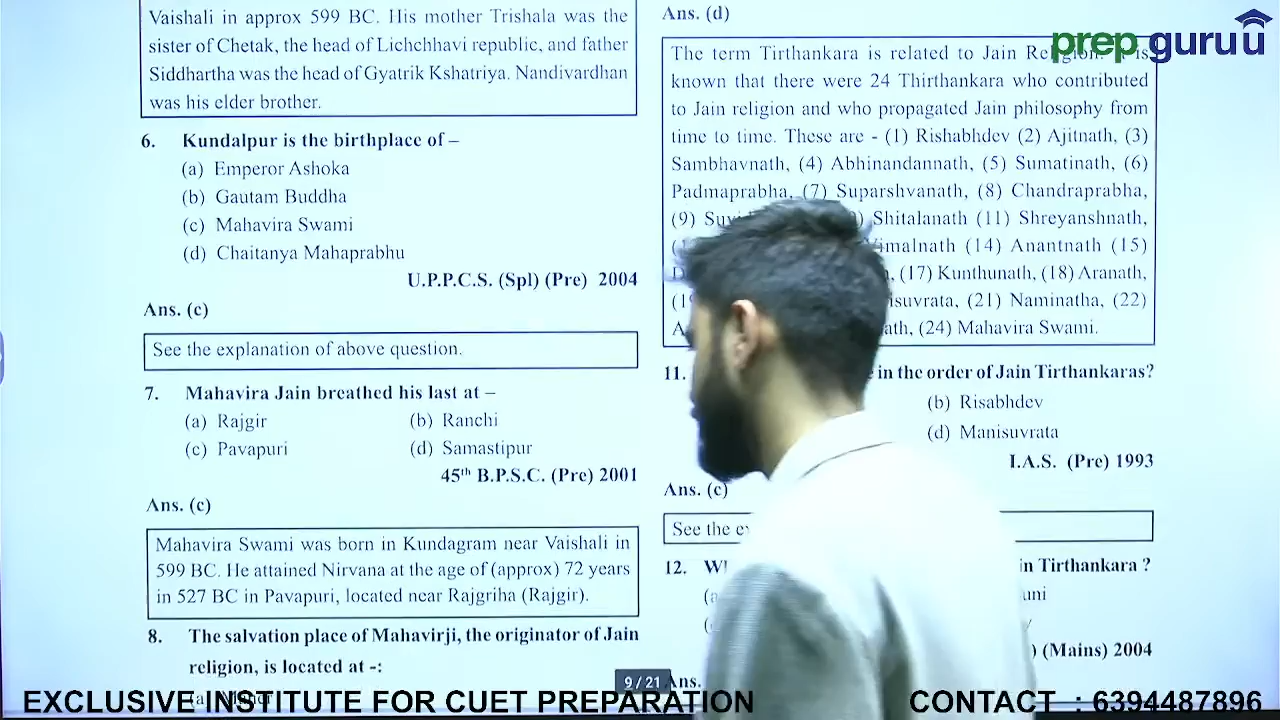 Vaishali in approx 599 BC. His mother Trishala was the
sister of Chetak, the head of Lichchhavi republic, and father
Siddhartha was the head of Gyatrik Kshatriya. Nandivardhan
was his elder brother.
6. Kundalpur is the birthplace of –
(a) Emperor Ashoka
(b) Gautam Buddha
(c) Mahavira Swami
(d) Chaitanya Mahaprabhu
U.P.P.C.S. (Spl) (Pre) 2004
Ans. (c)
See the explanation of above question.
7. Mahavira Jain breathed his last at –
(a) Rajgir (b) Ranchi
(c) Pavapuri (d) Samastipur
45th B.P.S.C. (Pre) 2001
Ans. (c)
Mahavira Swami was born in Kundagram near Vaishali in
599 BC. He attained Nirvana at the age of (approx) 72 years
in 527 BC in Pavapuri, located near Rajgriha (Rajgir).
8. The salvation place of Mahavirji, the originator of Jain
religion, is located at -:
(a)
Ans. (d)
The term Tirthankara is related to Jain
known that there were 24 Thirthankara who contributed
to Jain religion and who propagated Jain philosophy from
time to time. These are - (1) Rishabhdev (2) Ajitnath, (3)
Sambhavnath, (4) Abhinandannath, (5) Sumatinath, (6)
Padmaprabha, (7) Suparshvanath, (8) Chandraprabha,
(9) Shitalanath (11) Shreyanshnath,
(14) Anantnath (15)
(17) Kunthunath, (18) Aranath,
(21) Naminatha, (22)
(24) Mahavira Swami.
11. in the order of Jain Tirthankaras?
(b) Risabhdev
(d) Manisuvrata
I.A.S. (Pre) 1993
Ans. (c)
See the
12. Tirthankara ?
(Mains) 2004
Ans.
prep guruu
9 / 21
EXCLUSIVE INSTITUTE FOR CUET PREPARATION CONTACT : 6394487896